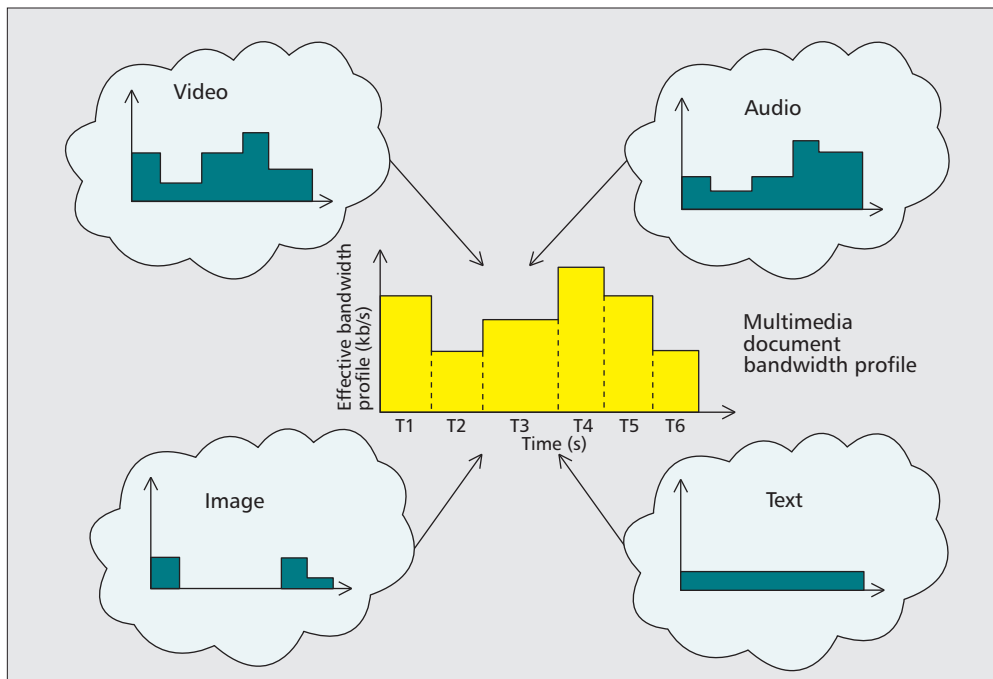 Video
Audio
Effective bandwidth
profile (kb/s)
Multimedia
document
bandwidth profile
T1 T2 T3 T4 T5 T6
Time (s)
Image
Text